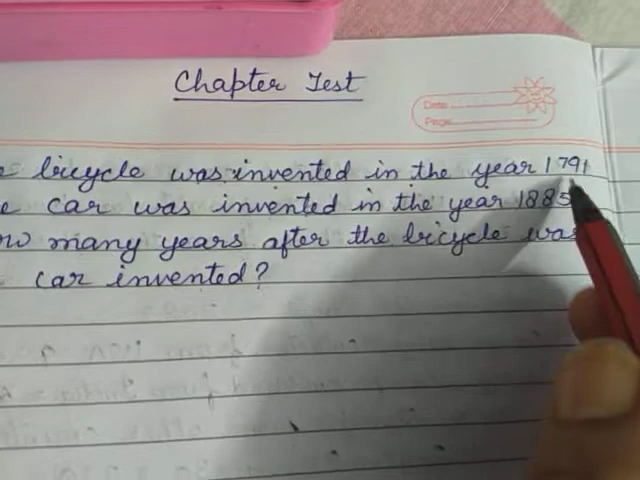 Chapter Test
Date
Page
e bicycle was invented in the year 1791
e car was invented in the year 1885
ow many years after the bicycle was
car invented?